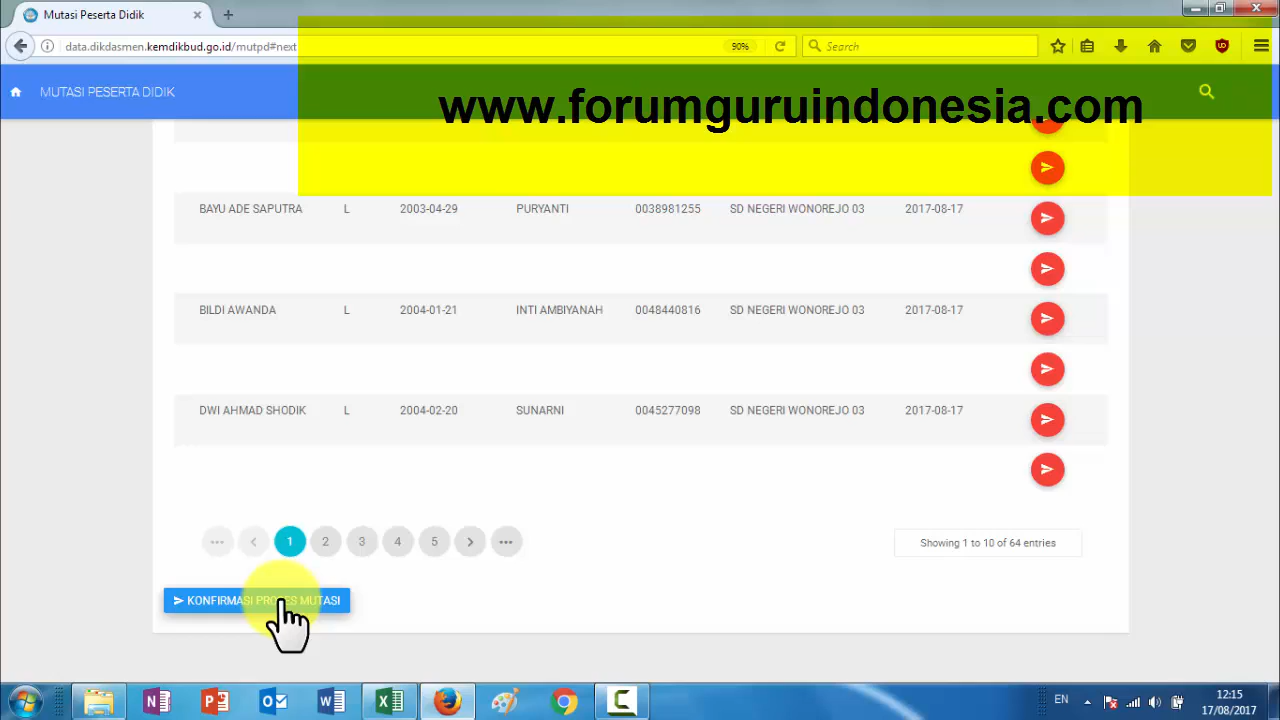 Mutasi Peserta Didik
data.dikdasmen.kemdikbud.go.id/mutpd#next
90%
Search
MUTASI PESERTA DIDIK
www.forumguruindonesia.com
BAYU ADE SAPUTRA L 2003-04-29 PURYANTI 0038981255 SD NEGERI WONOREJO 03 2017-08-17
BILDI AWANDA L 2004-01-21 INTI AMBIYANAH 0048440816 SD NEGERI WONOREJO 03 2017-08-17
DWI AHMAD SHODIK L 2004-02-20 SUNARNI 0045277098 SD NEGERI WONOREJO 03 2017-08-17
... < 1 2 3 4 5 > ...
Showing 1 to 10 of 64 entries
KONFIRMASI PROSES MUTASI
EN
12:15
17/08/2017